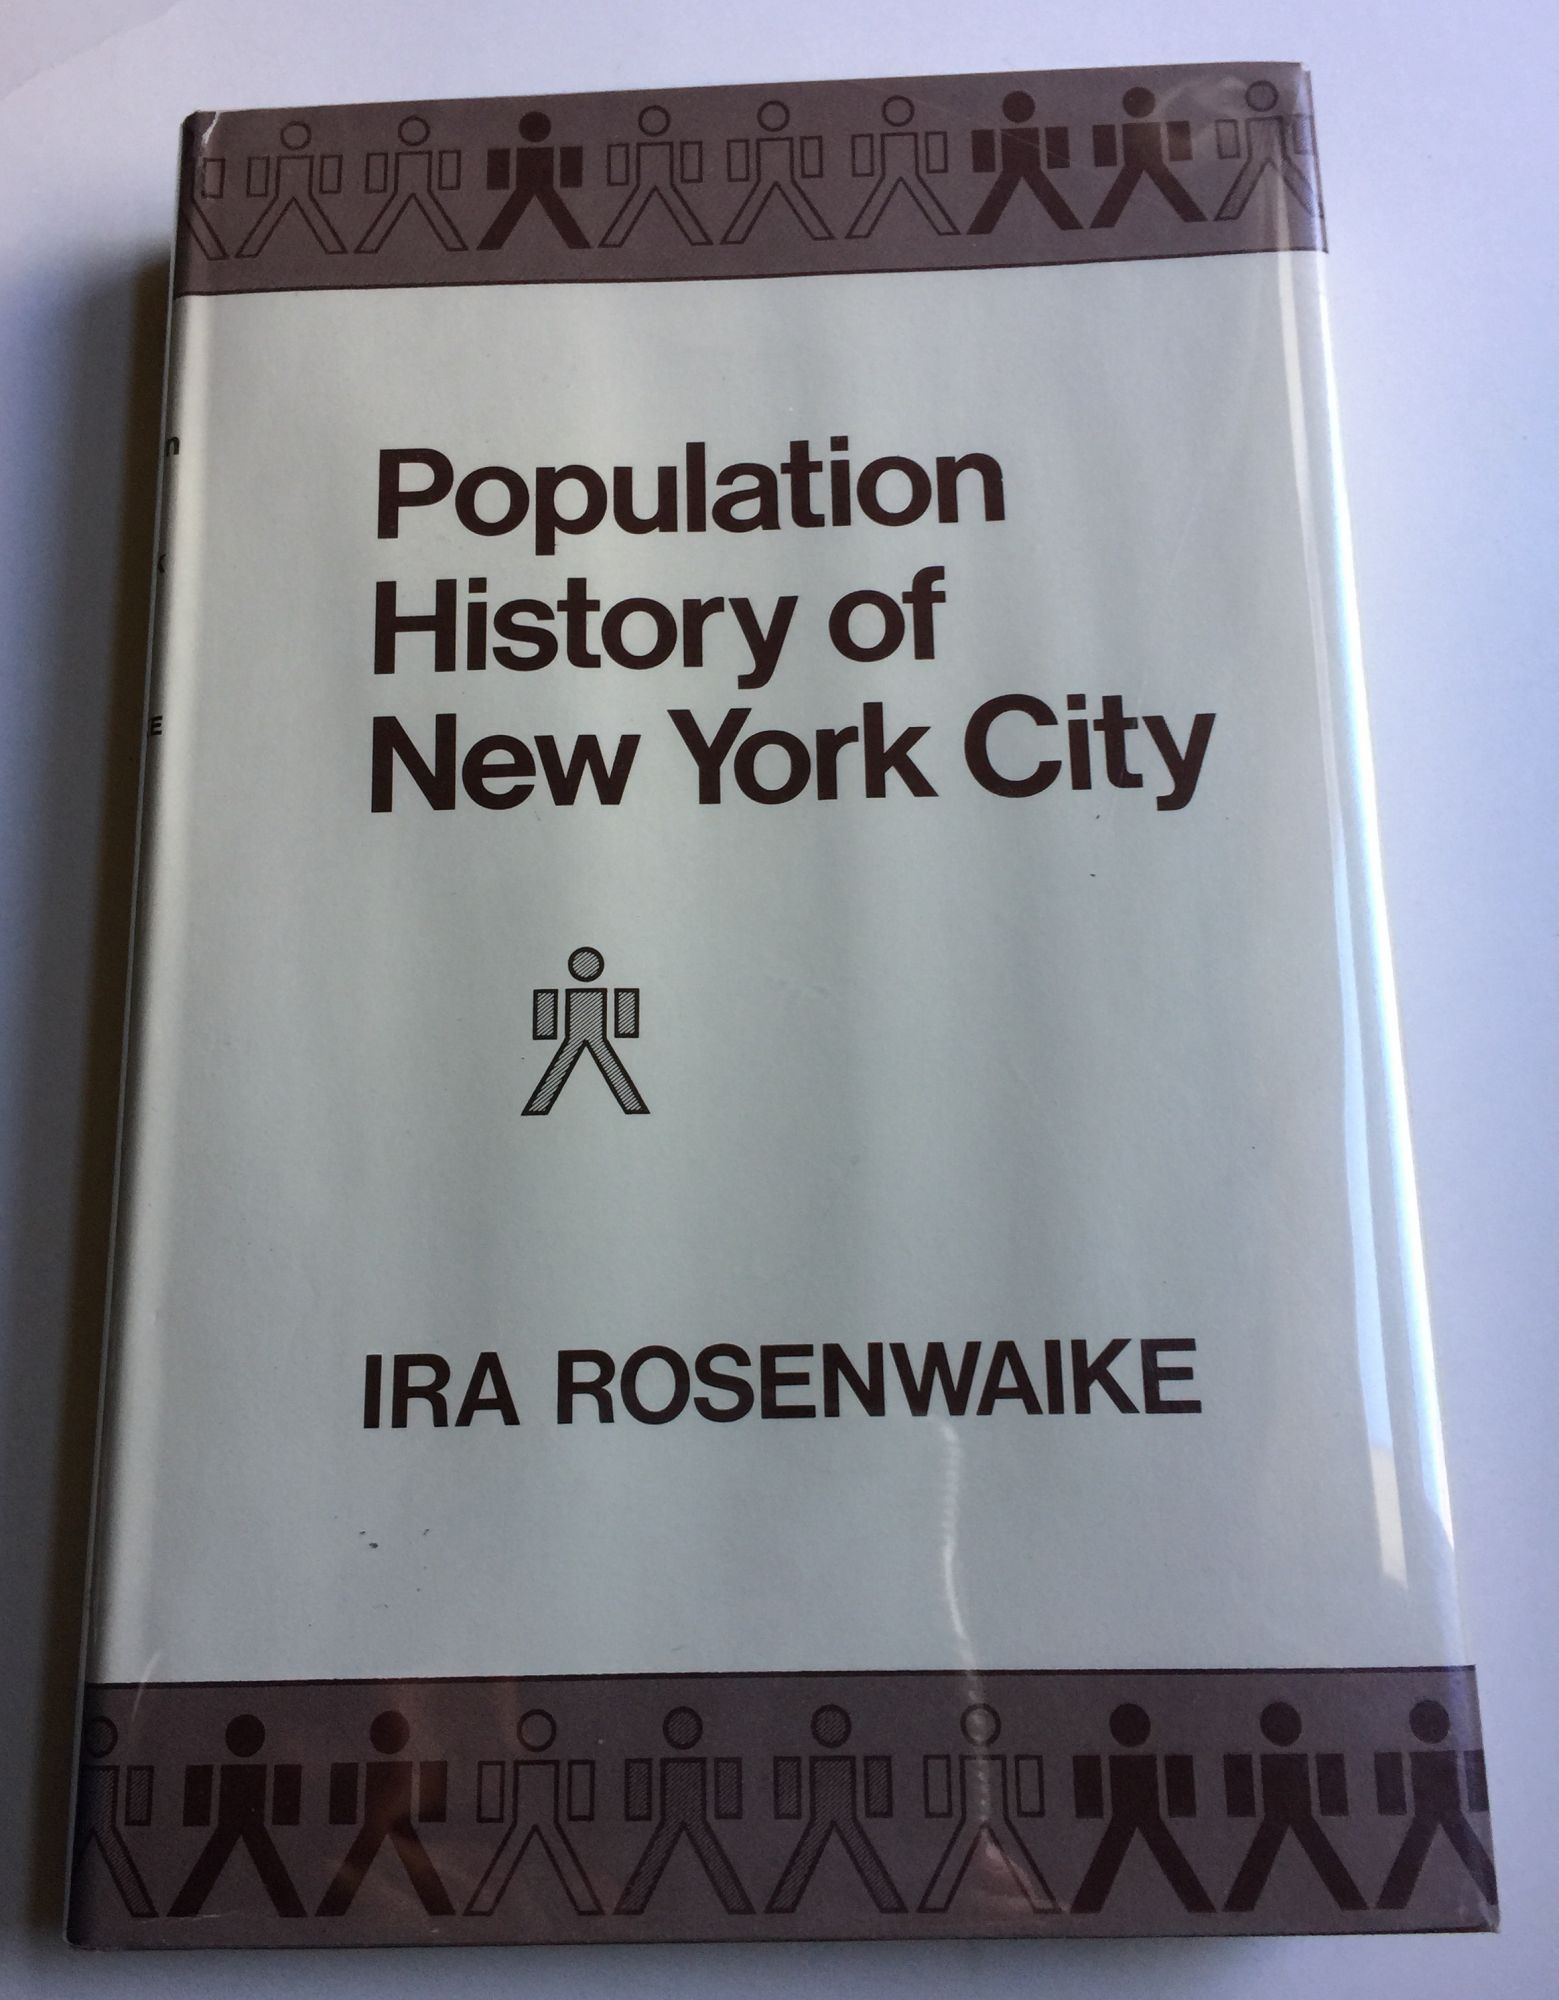 Population
History of
New York City
IRA ROSENWAIKE